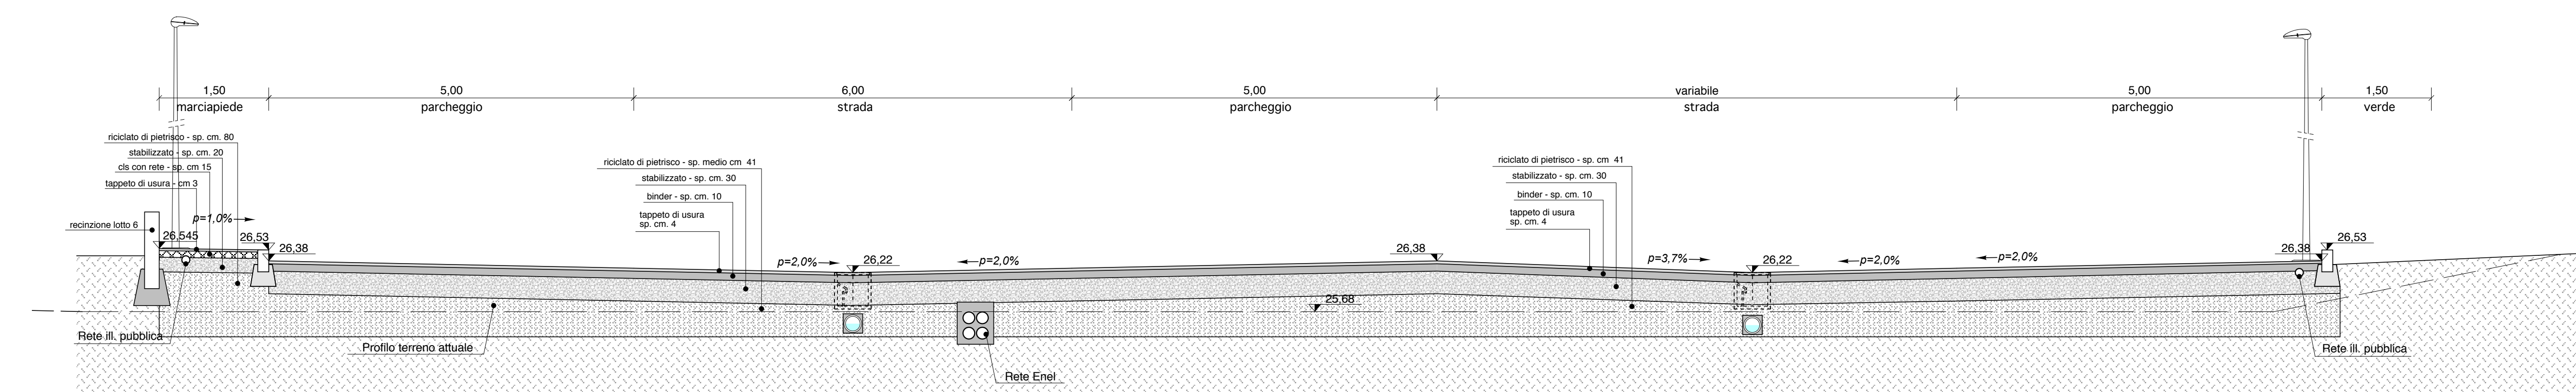 1,50
5,00
6,00
5,00
variabile
5,00
1,50
marciapiede
parcheggio
strada
parcheggio
strada
parcheggio
verde
riciclato di pietrisco - sp. cm. 80
stabilizzato - sp. cm. 20
cls con rete - sp. cm 15
tappeto di usura - cm 3
recinzione lotto 6
p=1,0%
26,545
26,53
26,38
riciclato di pietrisco - sp. medio cm 41
stabilizzato - sp. cm. 30
binder - sp. cm. 10
tappeto di usura
sp. cm. 4
p=2,0%
26,22
p=2,0%
26,38
riciclato di pietrisco - sp. cm 41
stabilizzato - sp. cm. 30
binder - sp. cm. 10
tappeto di usura
sp. cm. 4
p=3,7%
26,22
p=2,0%
p=2,0%
26,38
26,53
25,68
Rete ill. pubblica
Profilo terreno attuale
Rete Enel
Rete ill. pubblica